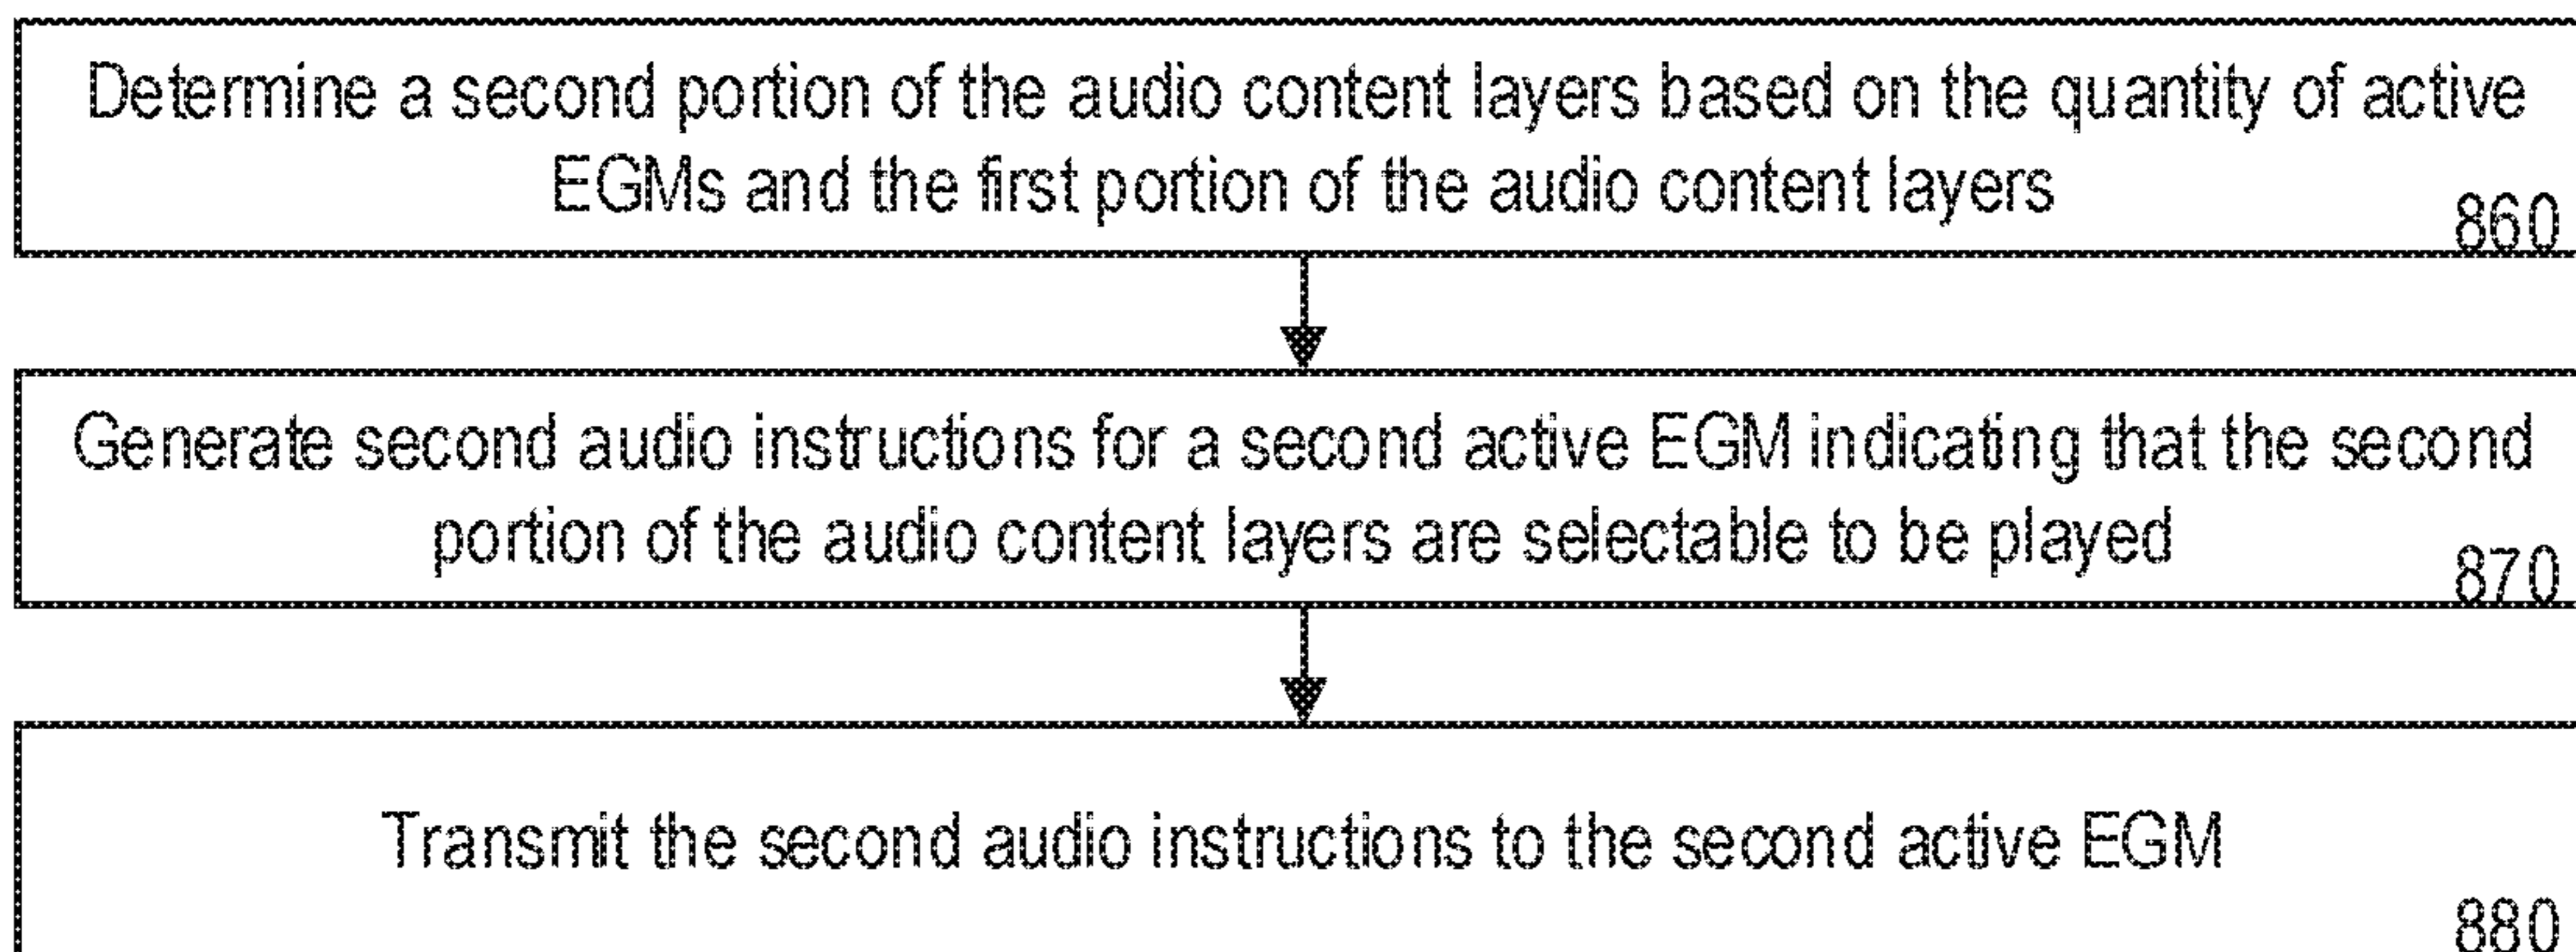 Determine a second portion of the audio content layers based on the quantity of active
EGMs and the first portion of the audio content layers
860
Generate second audio instructions for a second active EGM indicating that the second
portion of the audio content layers are selectable to be played
870
Transmit the second audio instructions to the second active EGM
880